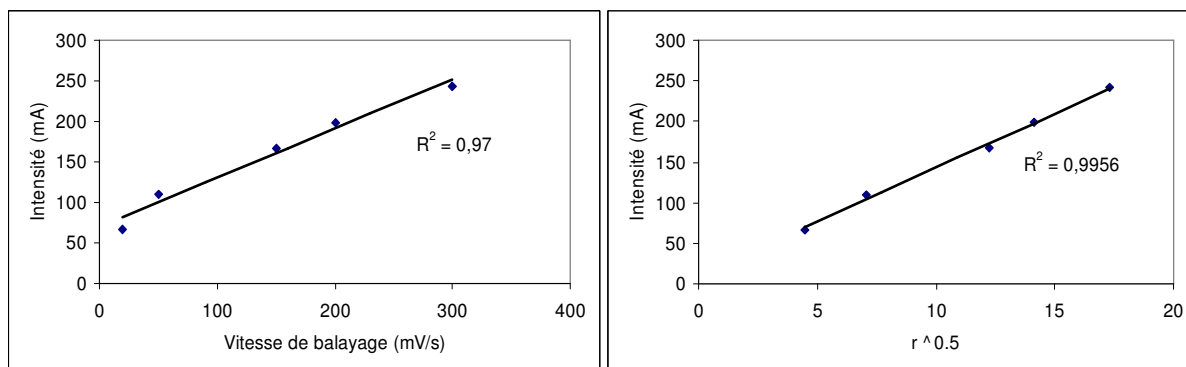 300
250
200
150
100
50
0
Intensité (mA)
R² = 0,97
0 100 200 300 400
Vitesse de balayage (mV/s)
300
250
200
150
100
50
0
Intensité (mA)
R² = 0,9956
0 5 10 15 20
r ^ 0.5